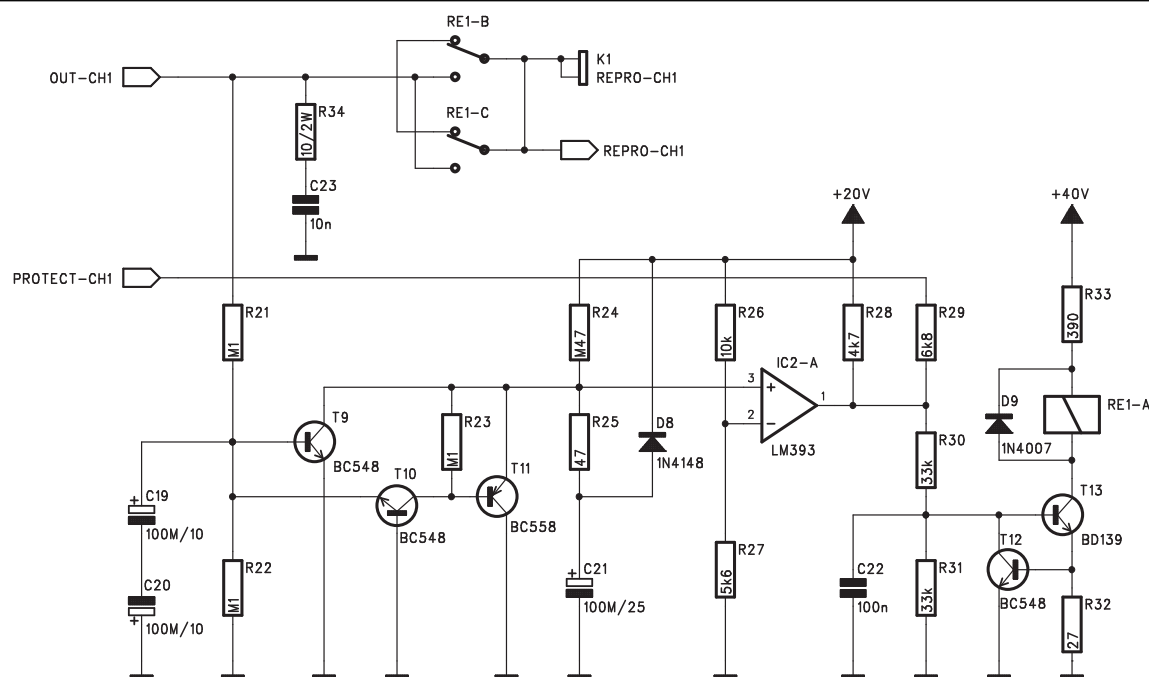 RE1-B
K1
OUT-CH1
REPRO-CH1
R34
10/2W
RE1-C
REPRO-CH1
C23
10n
+20V
+40V
PROTECT-CH1
R21
M1
R24
M47
R26
10k
R28
4k7
R29
6k8
R33
390
IC2-A
3
+
2
−
1
LM393
D9
1N4007
RE1-A
T9
BC548
R23
M1
R25
47
D8
1N4148
R30
33k
T10
BC548
T11
BC558
T13
BD139
+
C19
100M/10
R22
M1
R27
5k6
T12
BC548
C20
+
100M/10
+
C21
100M/25
C22
100n
R31
33k
R32
27